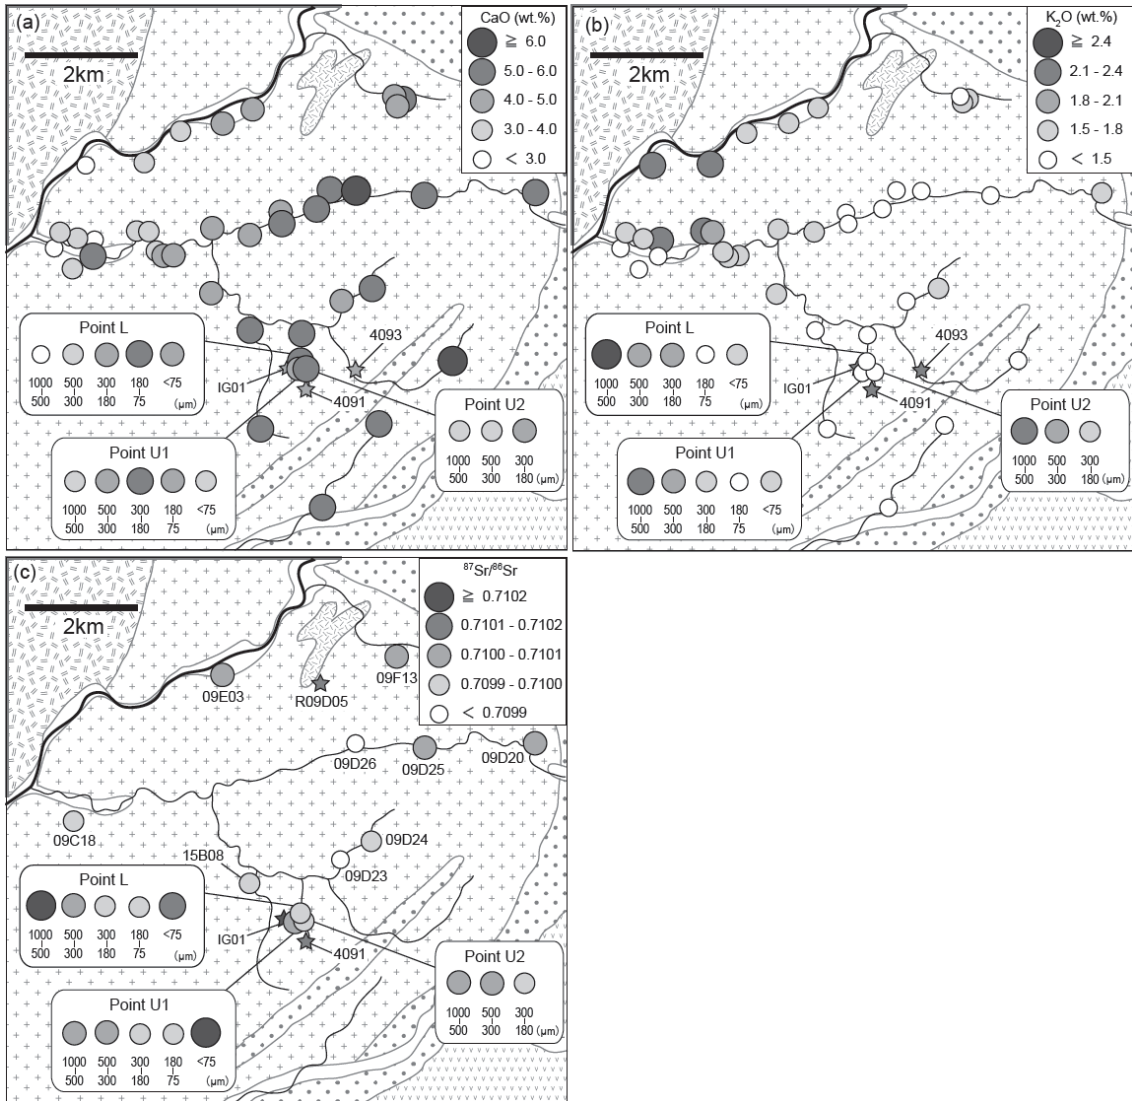 (a)
CaO (wt.%)
≧ 6.0
5.0 - 6.0
4.0 - 5.0
3.0 - 4.0
< 3.0
2km
Point L
1000 500 300 180 <75
500 300 180 75 (μm)
IG01
4093
4091
Point U1
1000 500 300 180 <75
500 300 180 75 (μm)
Point U2
1000 500 300
500 300 180 (μm)
(b)
K₂O (wt.%)
≧ 2.4
2.1 - 2.4
1.8 - 2.1
1.5 - 1.8
< 1.5
2km
Point L
1000 500 300 180 <75
500 300 180 75 (μm)
IG01
4093
4091
Point U1
1000 500 300 180 <75
500 300 180 75 (μm)
Point U2
1000 500 300
500 300 180 (μm)
(c)
⁸⁷Sr/⁸⁶Sr
≧ 0.7102
0.7101 - 0.7102
0.7100 - 0.7101
0.7099 - 0.7100
< 0.7099
2km
09E03
R09D05
09F13
09D26
09D25
09D20
09C18
15B08
09D24
09D23
Point L
1000 500 300 180 <75
500 300 180 75 (μm)
IG01
4091
Point U1
1000 500 300 180 <75
500 300 180 75 (μm)
Point U2
1000 500 300
500 300 180 (μm)